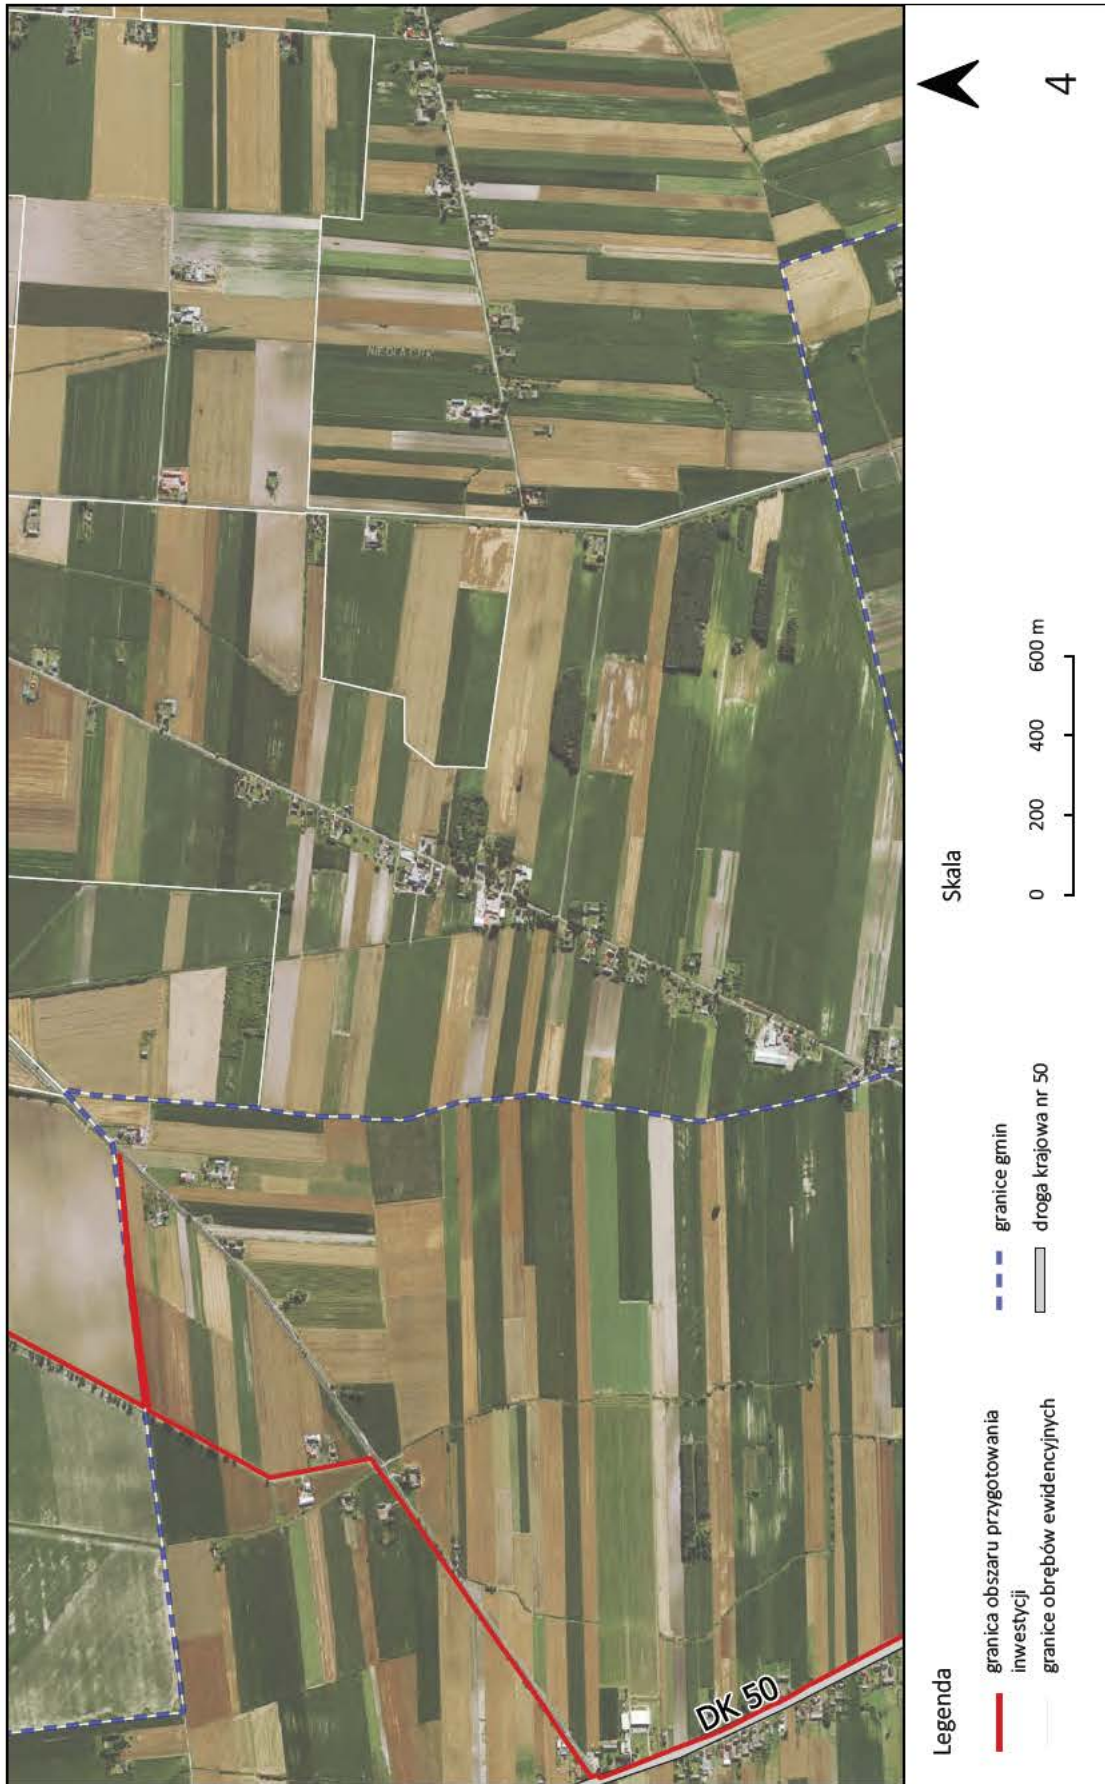 DK 50
Legenda
granica obszaru przygotowania
inwestycji
granice obrębów ewidencyjnych
granice gmin
droga krajowa nr 50
Skala
0 200 400 600 m
4